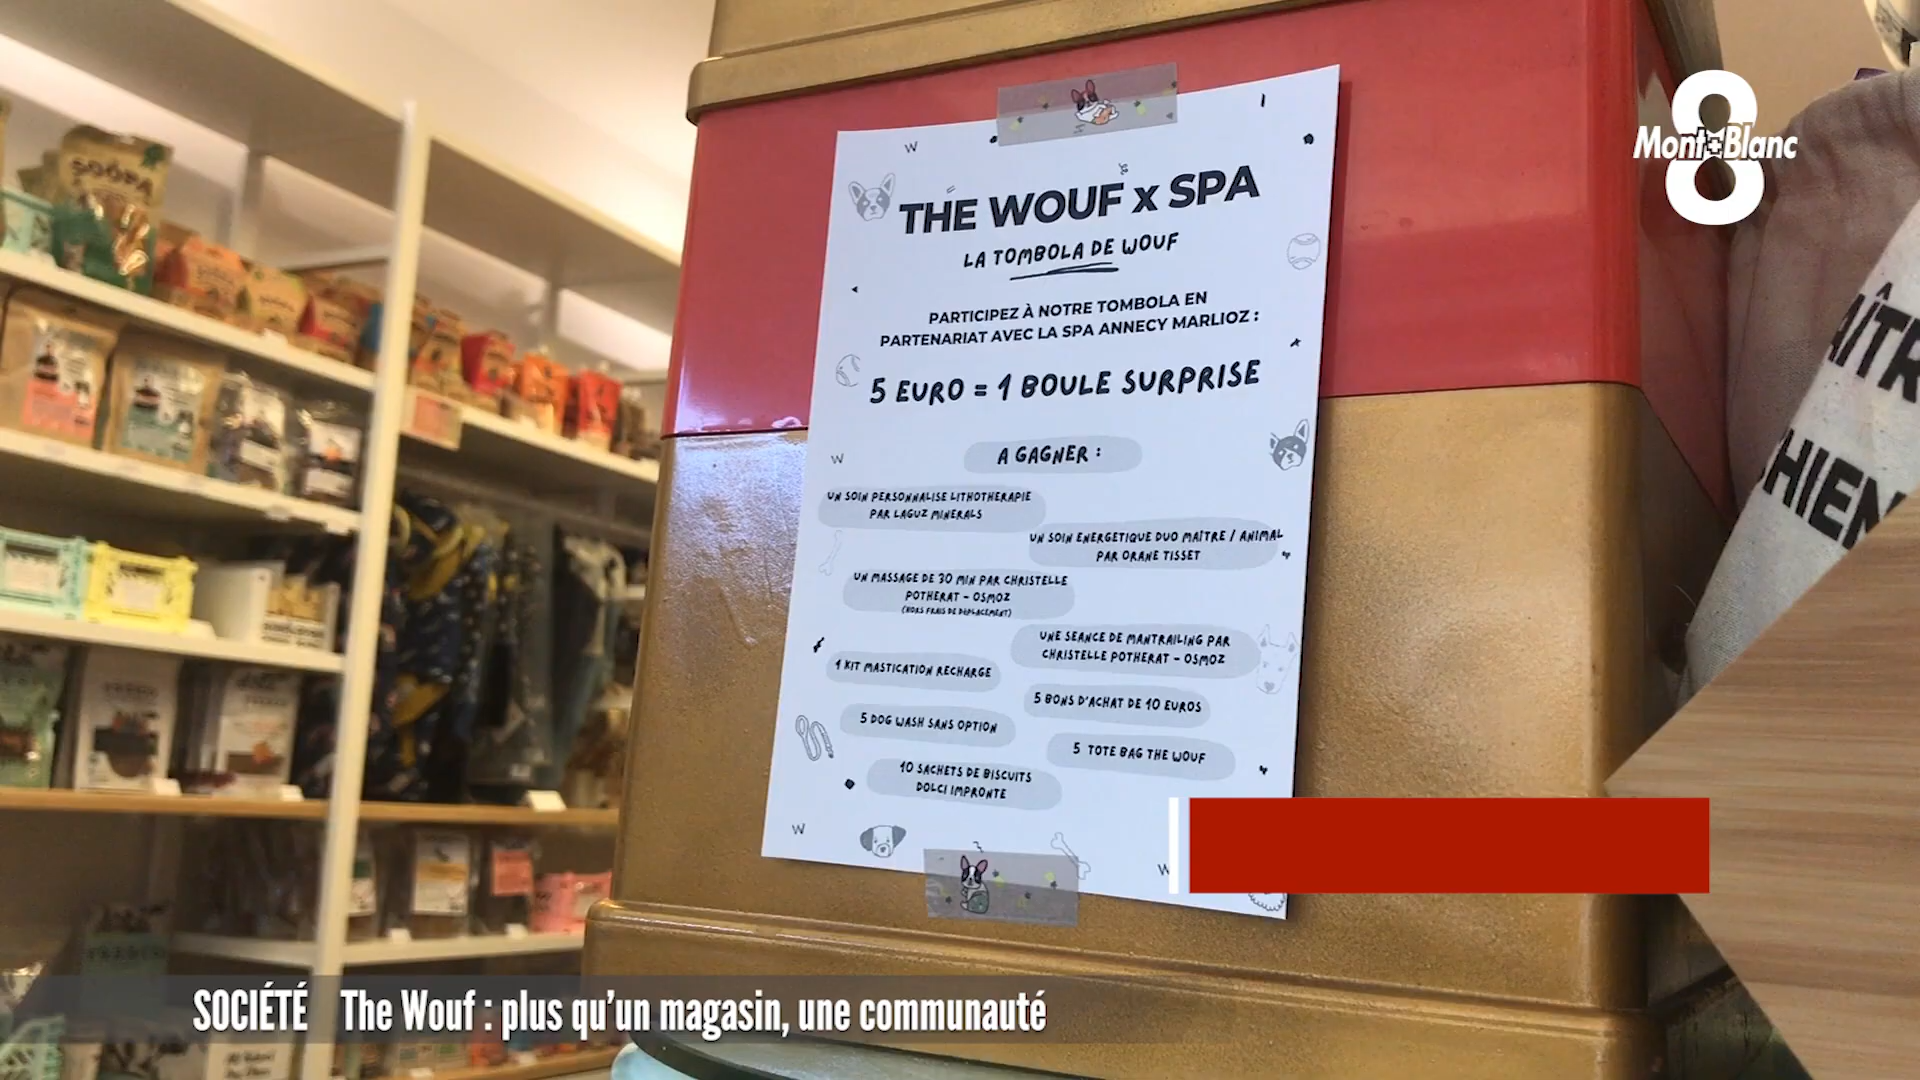 8
Mont-Blanc
SOÓPA
THE WOUF x SPA
LA TOMBOLA DE WOUF
PARTICIPEZ À NOTRE TOMBOLA EN
PARTENARIAT AVEC LA SPA ANNECY MARLIOZ :
5 EURO = 1 BOULE SURPRISE
A GAGNER :
UN SOIN PERSONNALISE LITHOTHERAPIE
PAR LAGUZ MINERALS
UN SOIN ENERGETIQUE DUO MAÎTRE / ANIMAL
PAR ORANE TISSET
UN MASSAGE DE 30 MIN PAR CHRISTELLE
POTHERAT - OSMOZ
(HORS FRAIS DE DEPLACEMENT)
UNE SEANCE DE MANTRAILING PAR
CHRISTELLE POTHERAT - OSMOZ
1 KIT MASTICATION RECHARGE
5 BONS D'ACHAT DE 10 EUROS
5 DOG WASH SANS OPTION
5 TOTE BAG THE WOUF
10 SACHETS DE BISCUITS
DOLCI IMPRONTE
AÎTR
HIEN
SOCIÉTÉ The Wouf : plus qu'un magasin, une communauté